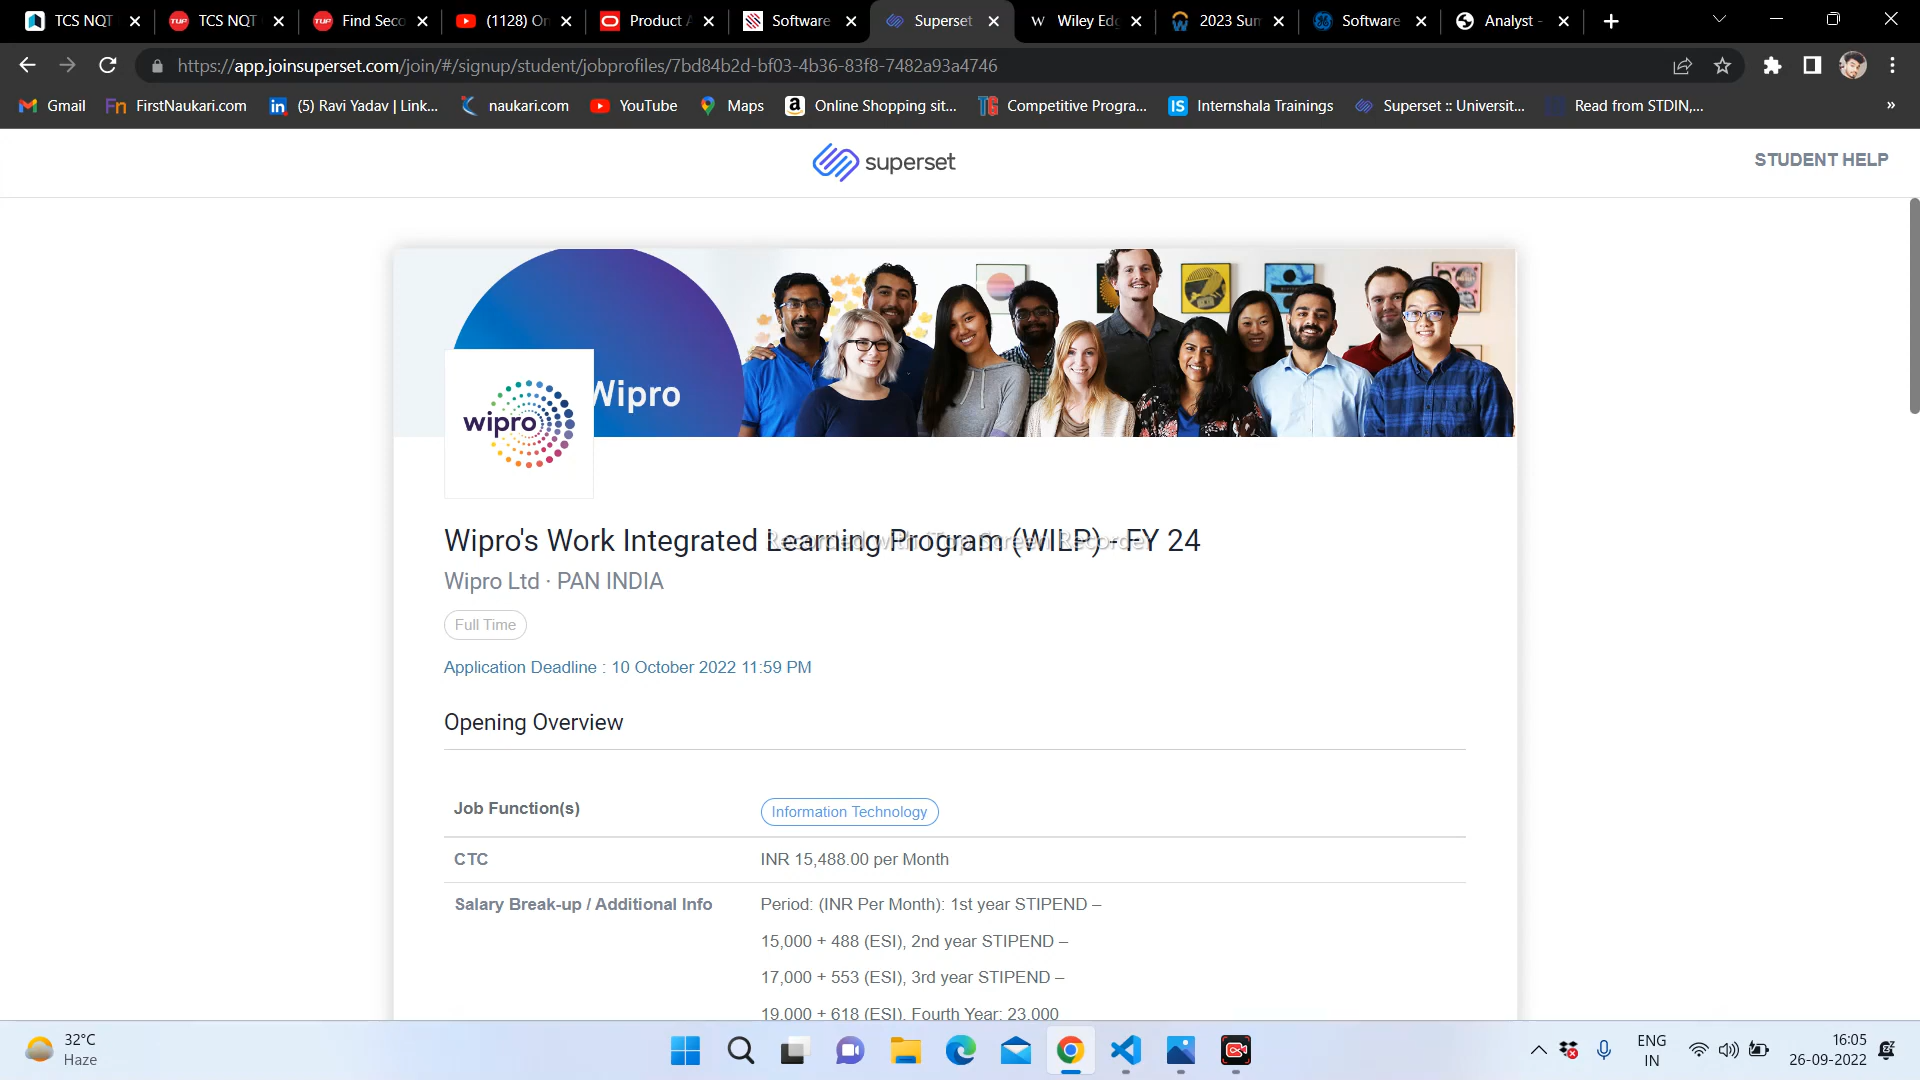 TCS NQT
TCS NQT
Find Seco
(1128) On
Product A
Software
Superset
Wiley Edg
2023 Sum
Software
Analyst -
https://app.joinsuperset.com/join/#/signup/student/jobprofiles/7bd84b2d-bf03-4b36-83f8-7482a93a4746
Gmail
FirstNaukari.com
(5) Ravi Yadav | Link...
naukari.com
YouTube
Maps
Online Shopping sit...
Competitive Progra...
Internshala Trainings
Superset :: Universit...
Read from STDIN,...
superset
STUDENT HELP
Wipro
wipro
Wipro's Work Integrated Learning Program (WILP) - FY 24
Recorded with iTop Screen Recorder
Wipro Ltd · PAN INDIA
Full Time
Application Deadline : 10 October 2022 11:59 PM
Opening Overview
Job Function(s)
Information Technology
CTC
INR 15,488.00 per Month
Salary Break-up / Additional Info
Period: (INR Per Month): 1st year STIPEND –
15,000 + 488 (ESI), 2nd year STIPEND –
17,000 + 553 (ESI), 3rd year STIPEND –
19,000 + 618 (ESI), Fourth Year: 23,000
32°C
Haze
ENG
IN
16:05
26-09-2022